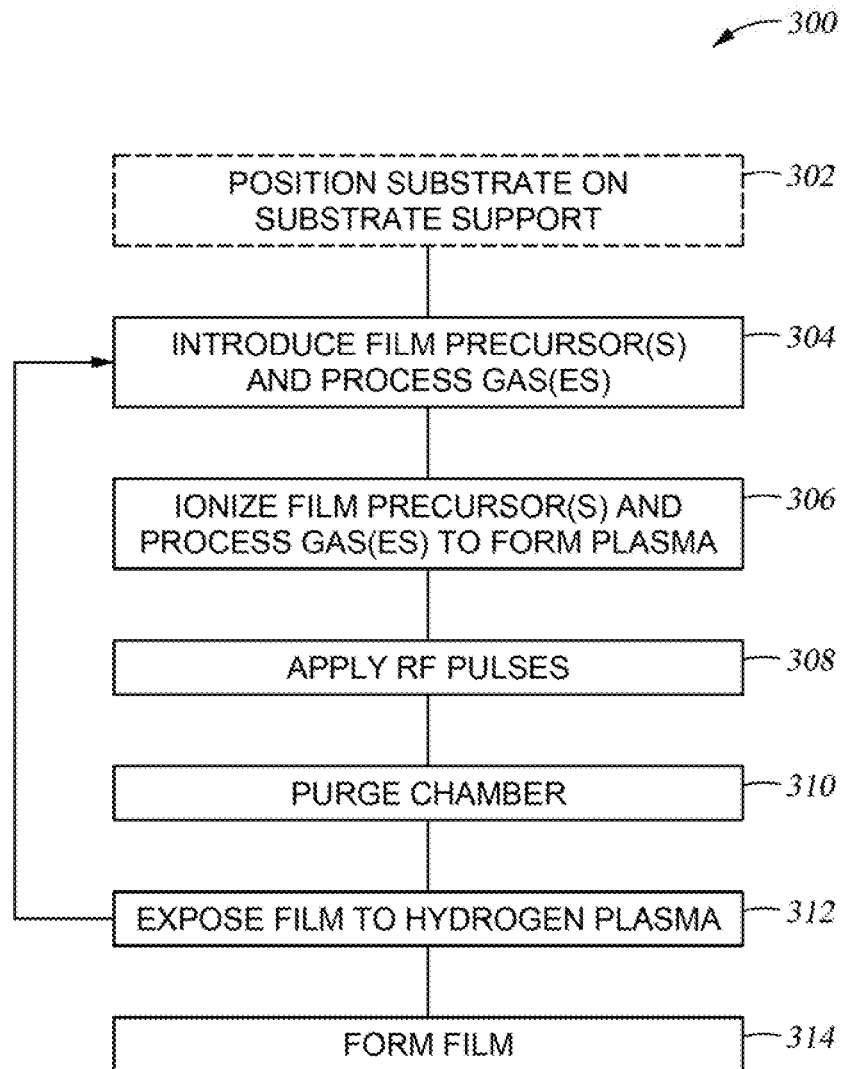 300
POSITION SUBSTRATE ON
SUBSTRATE SUPPORT
302
INTRODUCE FILM PRECURSOR(S)
AND PROCESS GAS(ES)
304
IONIZE FILM PRECURSOR(S) AND
PROCESS GAS(ES) TO FORM PLASMA
306
APPLY RF PULSES
308
PURGE CHAMBER
310
EXPOSE FILM TO HYDROGEN PLASMA
312
FORM FILM
314